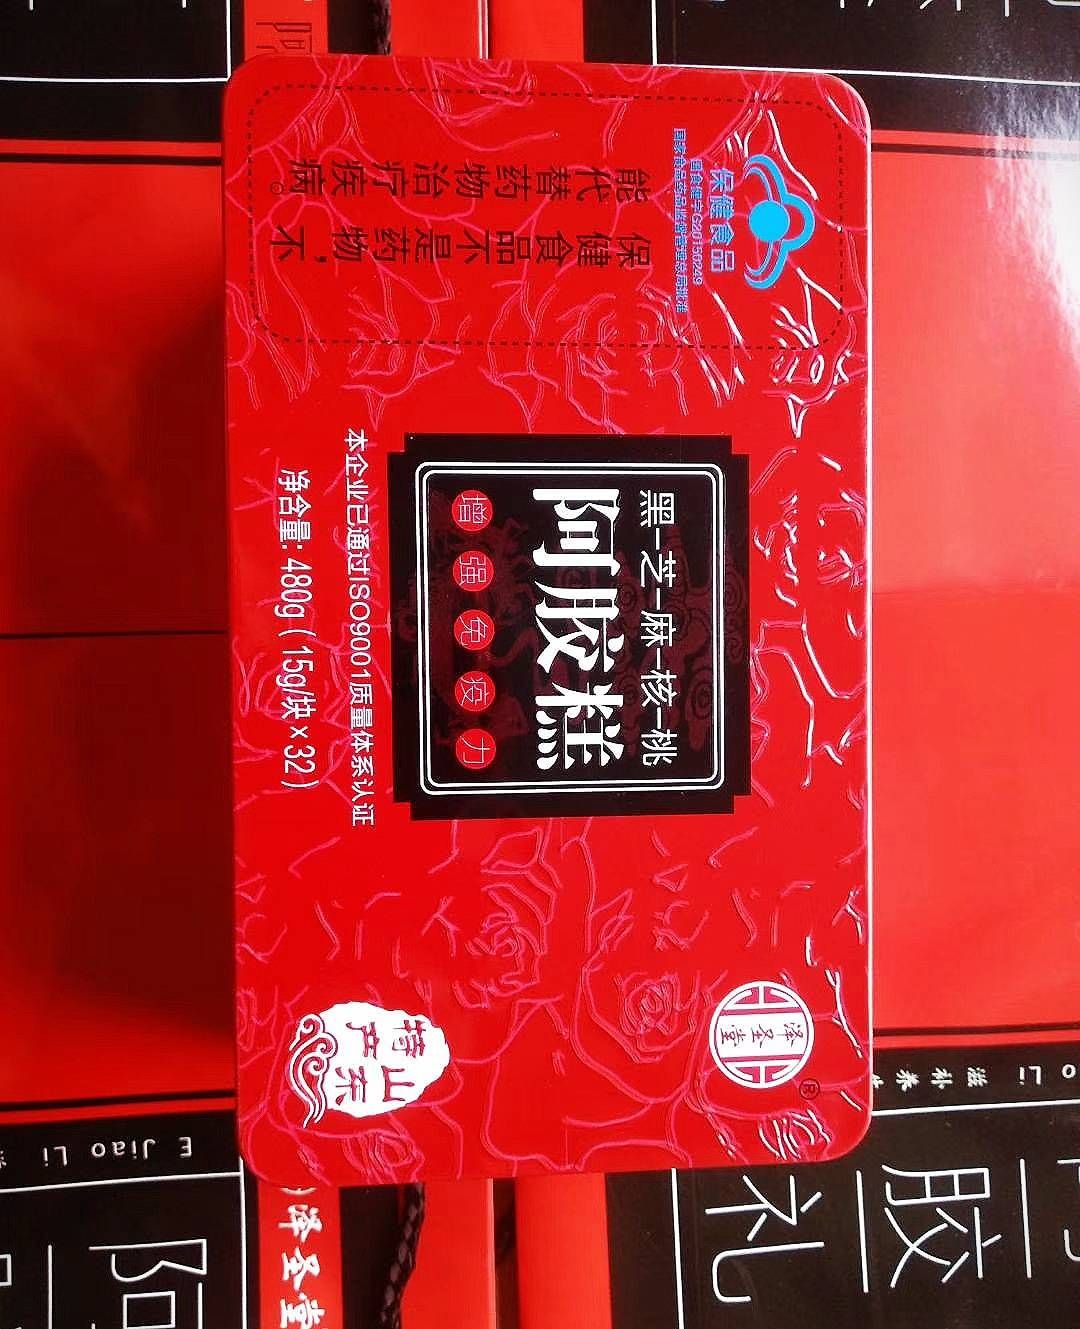 保健食品
国食健字G20150249
国家食品药品监督管理总局批准
保健食品不是药物，不
能代替药物治疗疾病。
黑 芝 麻 核 桃
阿胶糕
增强免疫力
本企业已通过ISO9001质量体系认证
净含量: 480g ( 15g/块 x 32 )
泽圣堂
®
山东
特产
E Jiao Li
泽圣堂
o Li 滋补养
胶
礼
阿